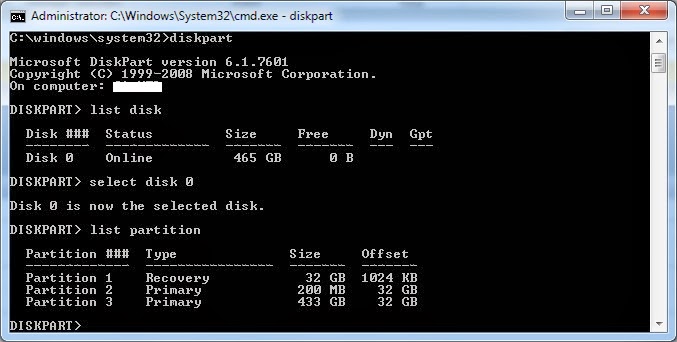 Administrator: C:\Windows\System32\cmd.exe - diskpart
C:\windows\system32>diskpart
Microsoft DiskPart version 6.1.7601
Copyright (C) 1999-2008 Microsoft Corporation.
On computer:
DISKPART> list disk
Disk ### Status Size Free Dyn Gpt
-------- ------------- ------- ------- --- ---
Disk 0 Online 465 GB 0 B
DISKPART> select disk 0
Disk 0 is now the selected disk.
DISKPART> list partition
Partition ### Type Size Offset
------------- ---------------- ------- -------
Partition 1 Recovery 32 GB 1024 KB
Partition 2 Primary 200 MB 32 GB
Partition 3 Primary 433 GB 32 GB
DISKPART>